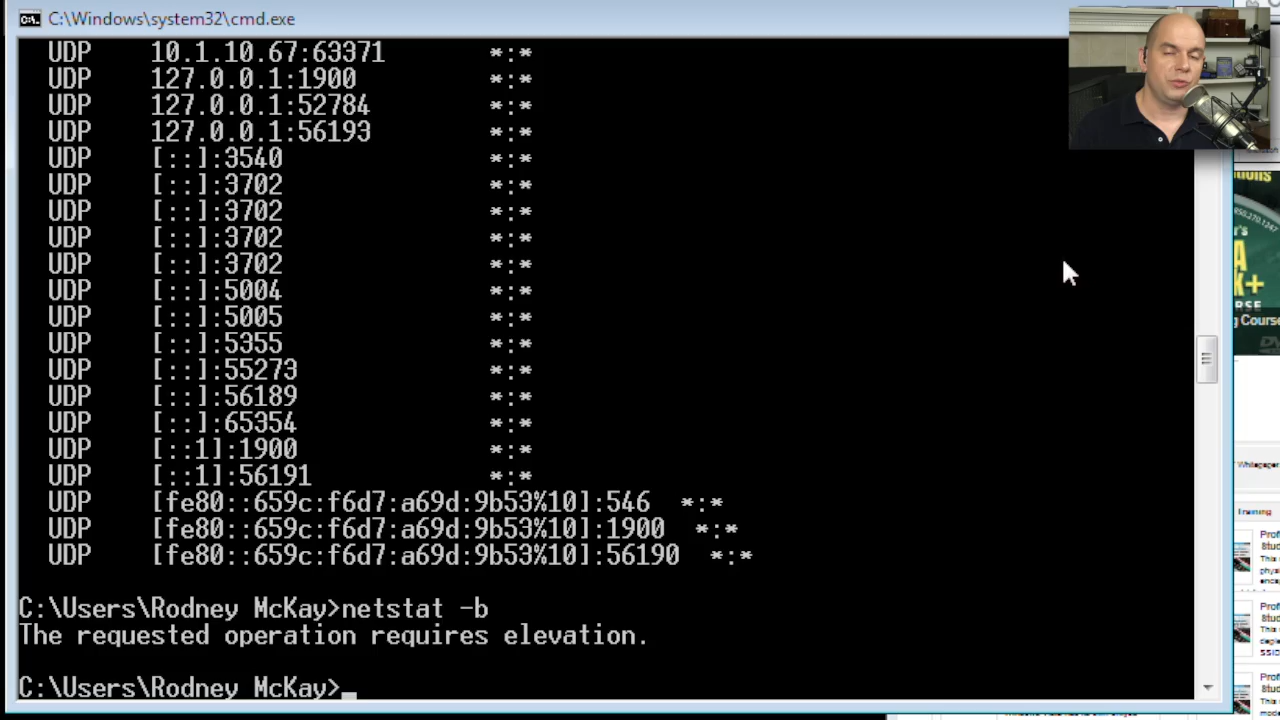 C:\Windows\system32\cmd.exe
UDP 10.1.10.67:63371 *:*
UDP 127.0.0.1:1900 *:*
UDP 127.0.0.1:52784 *:*
UDP 127.0.0.1:56193 *:*
UDP [::]:3540 *:*
UDP [::]:3702 *:*
UDP [::]:3702 *:*
UDP [::]:3702 *:*
UDP [::]:3702 *:*
UDP [::]:5004 *:*
UDP [::]:5005 *:*
UDP [::]:5355 *:*
UDP [::]:55273 *:*
UDP [::]:56189 *:*
UDP [::]:65354 *:*
UDP [::1]:1900 *:*
UDP [::1]:56191 *:*
UDP [fe80::659c:f6d7:a69d:9b53%10]:546 *:*
UDP [fe80::659c:f6d7:a69d:9b53%10]:1900 *:*
UDP [fe80::659c:f6d7:a69d:9b53%10]:56190 *:*
C:\Users\Rodney McKay>netstat -b
The requested operation requires elevation.
C:\Users\Rodney McKay>
Whitepaper
Training